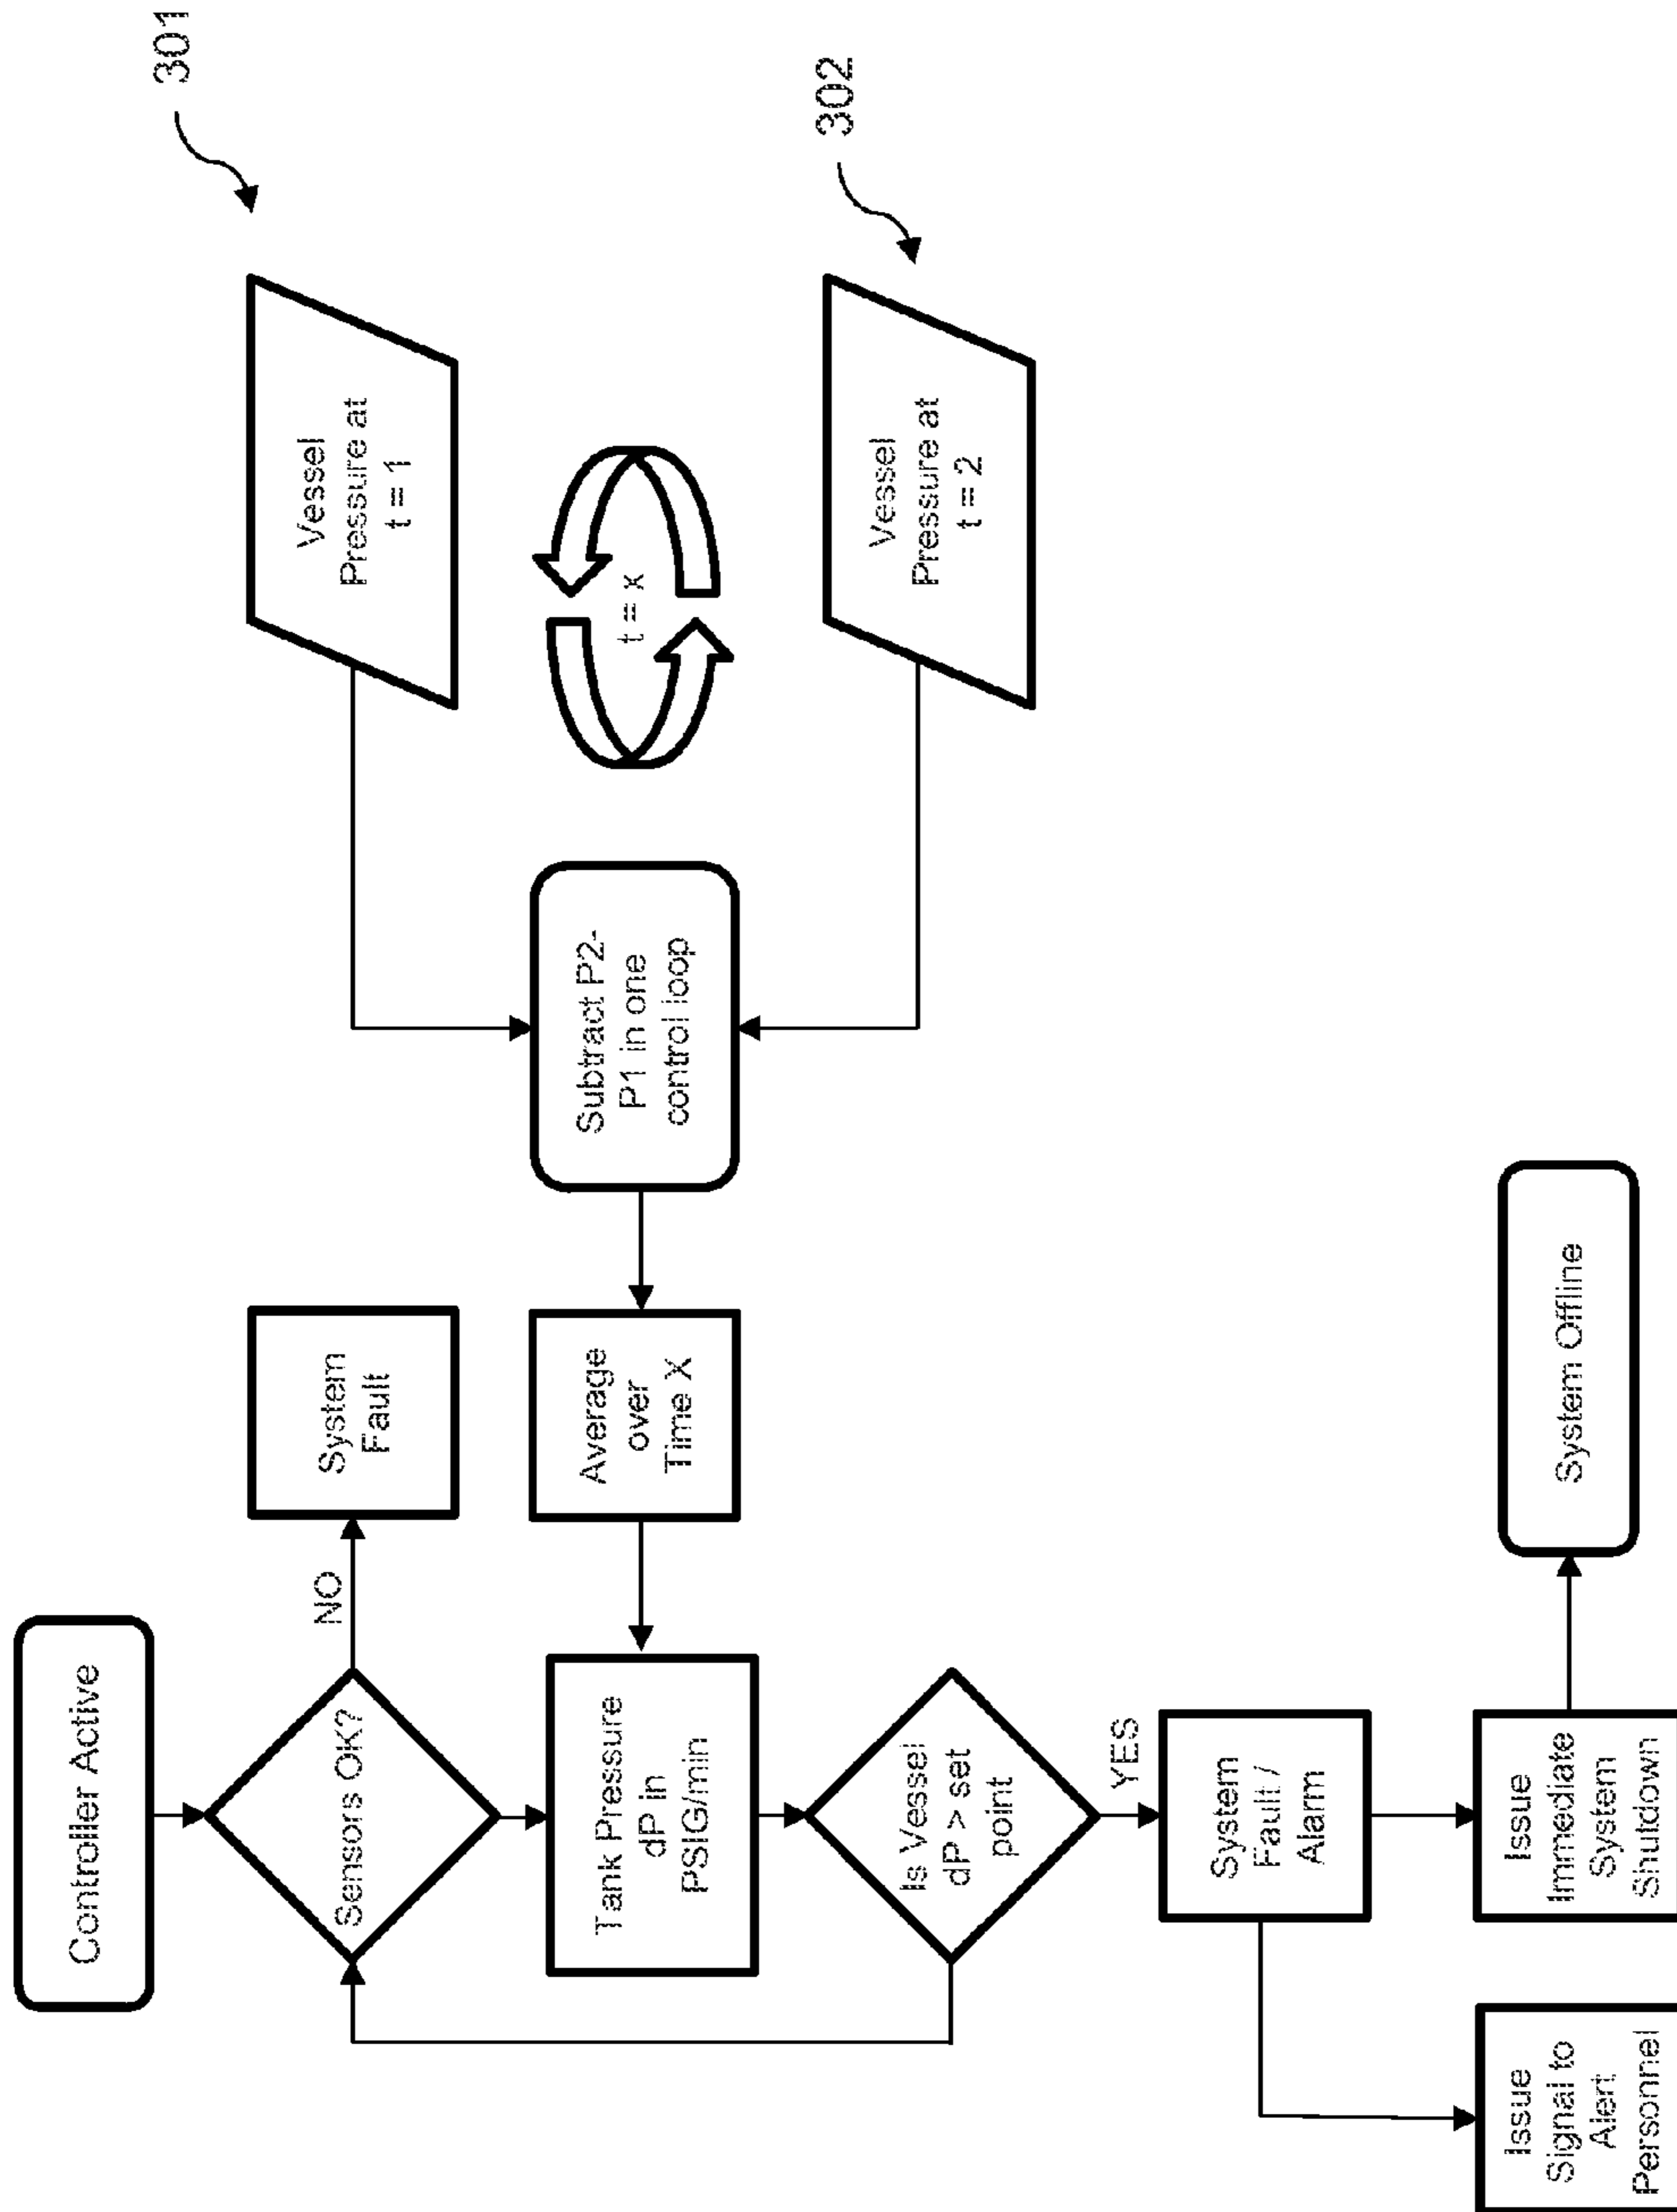 Controller Active
Sensors OK?
NO
System
Fault
Tank Pressure
dP in
PSIG/min
Average
over
Time X
Subtract P2-
P1 in one
control loop
Vessel
Pressure at
t = 1
301
t = x
Vessel
Pressure at
t = 2
302
Is Vessel
dP > set
point
YES
System
Fault /
Alarm
Issue
Signal to
Alert
Personnel
Issue
Immediate
System
Shutdown
System Offline